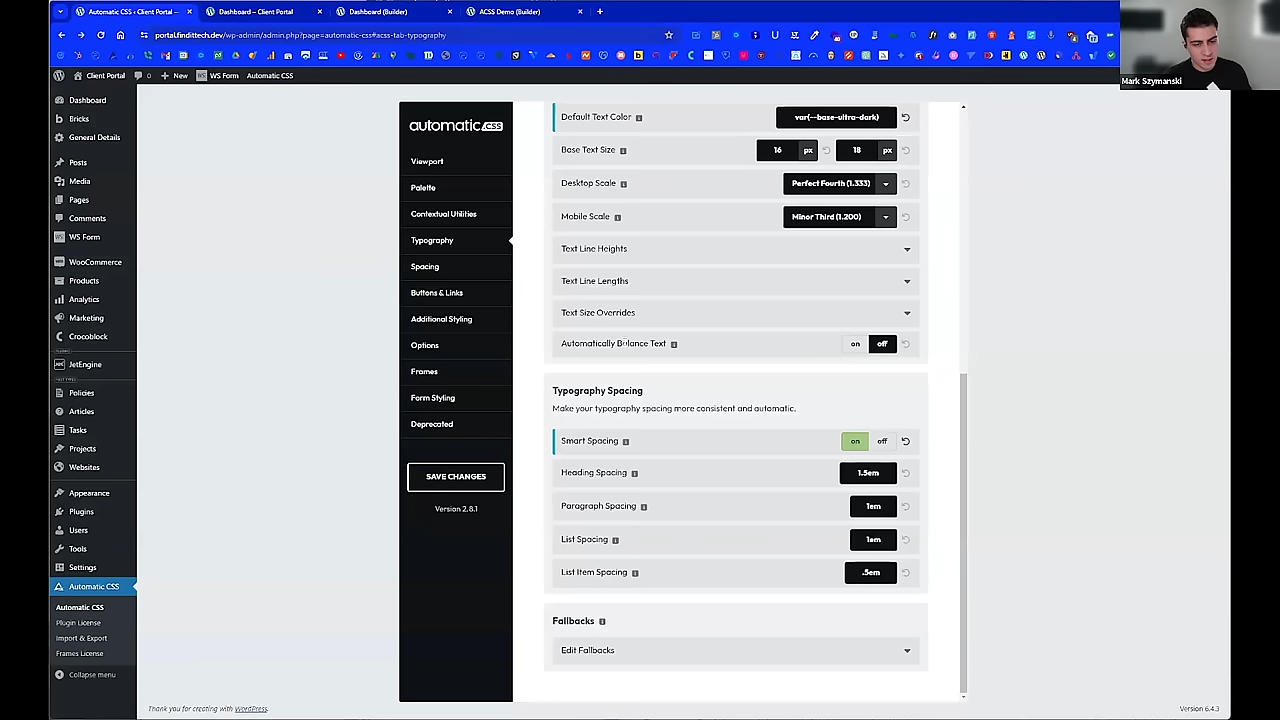 Automatic CSS ‹ Client Portal —
Dashboard – Client Portal
Dashboard (Builder)
ACSS Demo (Builder)
portal.findittech.dev/wp-admin/admin.php?page=automatic-css#acss-tab-typography
Client Portal
0
New
WS Form
Automatic CSS
Mark Szymanski
Dashboard
Bricks
General Details
Posts
Media
Pages
Comments
WS Form
WooCommerce
Products
Analytics
Marketing
Crocoblock
JetEngine
Policies
Articles
Tasks
Projects
Websites
Appearance
Plugins
Users
Tools
Settings
Automatic CSS
Automatic CSS
Plugin License
Import & Export
Frames License
Collapse menu
automatic.css
Viewport
Palette
Contextual Utilities
Typography
Spacing
Buttons & Links
Additional Styling
Options
Frames
Form Styling
Deprecated
SAVE CHANGES
Version 2.8.1
Default Text Color
var(--base-ultra-dark)
Base Text Size
16 px
18 px
Desktop Scale
Perfect Fourth (1.333)
Mobile Scale
Minor Third (1.200)
Text Line Heights
Text Line Lengths
Text Size Overrides
Automatically Balance Text
on off
Typography Spacing
Make your typography spacing more consistent and automatic.
Smart Spacing
on off
Heading Spacing
1.5em
Paragraph Spacing
1em
List Spacing
1em
List Item Spacing
.5em
Fallbacks
Edit Fallbacks
Thank you for creating with WordPress.
Version 6.4.3